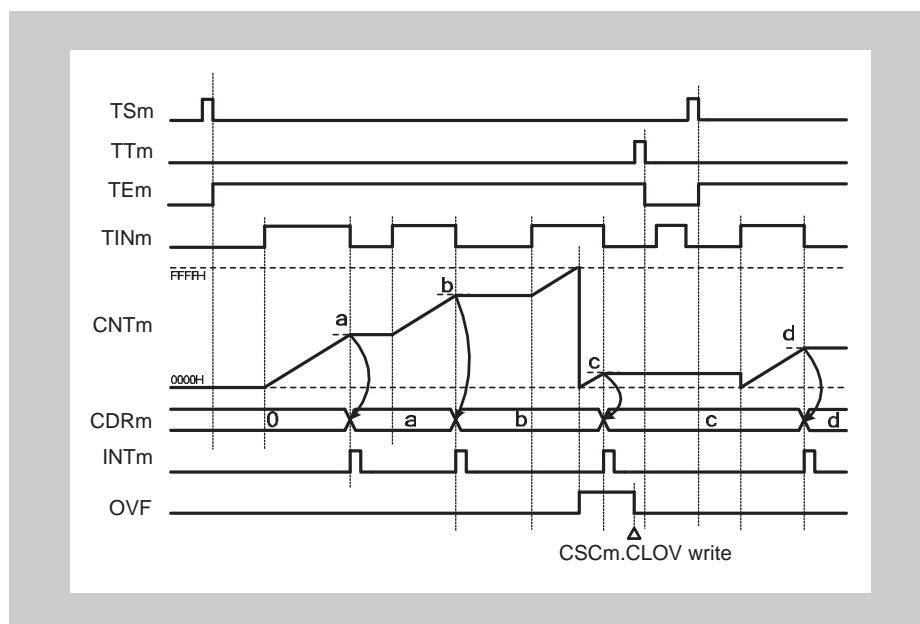 TSm
TTm
TEm
TINm
FFFFH
b
a
d
CNTm
c
0000H
CDRm 0 a b c d
INTm
OVF
CSCm.CLOV write